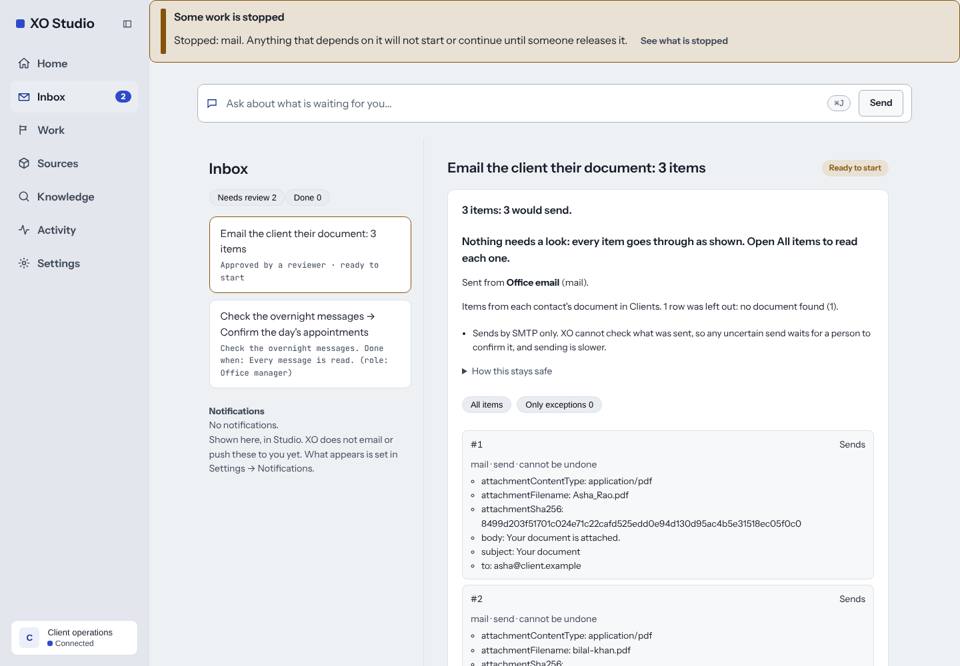 XO Studio
Home
Inbox 2
Work
Sources
Knowledge
Activity
Settings
C
Client operations
Connected
Some work is stopped
Stopped: mail. Anything that depends on it will not start or continue until someone releases it. See what is stopped
Ask about what is waiting for you... ⌘J Send
Inbox
Needs review 2 Done 0
Email the client their document: 3
items
Approved by a reviewer · ready to
start
Check the overnight messages →
Confirm the day's appointments
Check the overnight messages. Done
when: Every message is read. (role:
Office manager)
Notifications
No notifications.
Shown here, in Studio. XO does not email or
push these to you yet. What appears is set in
Settings → Notifications.
Email the client their document: 3 items Ready to start
3 items: 3 would send.
Nothing needs a look: every item goes through as shown. Open All items to read
each one.
Sent from Office email (mail).
Items from each contact's document in Clients. 1 row was left out: no document found (1).
Sends by SMTP only. XO cannot check what was sent, so any uncertain send waits for a person to
confirm it, and sending is slower.
How this stays safe
All items Only exceptions 0
#1 Sends
mail · send · cannot be undone
attachmentContentType: application/pdf
attachmentFilename: Asha_Rao.pdf
attachmentSha256:
8499d203f51701c024e71c22cafd525edd0e94d130d95ac4b5e31518ec05f0c0
body: Your document is attached.
subject: Your document
to: asha@client.example
#2 Sends
mail · send · cannot be undone
attachmentContentType: application/pdf
attachmentFilename: bilal-khan.pdf
attachmentSha256: